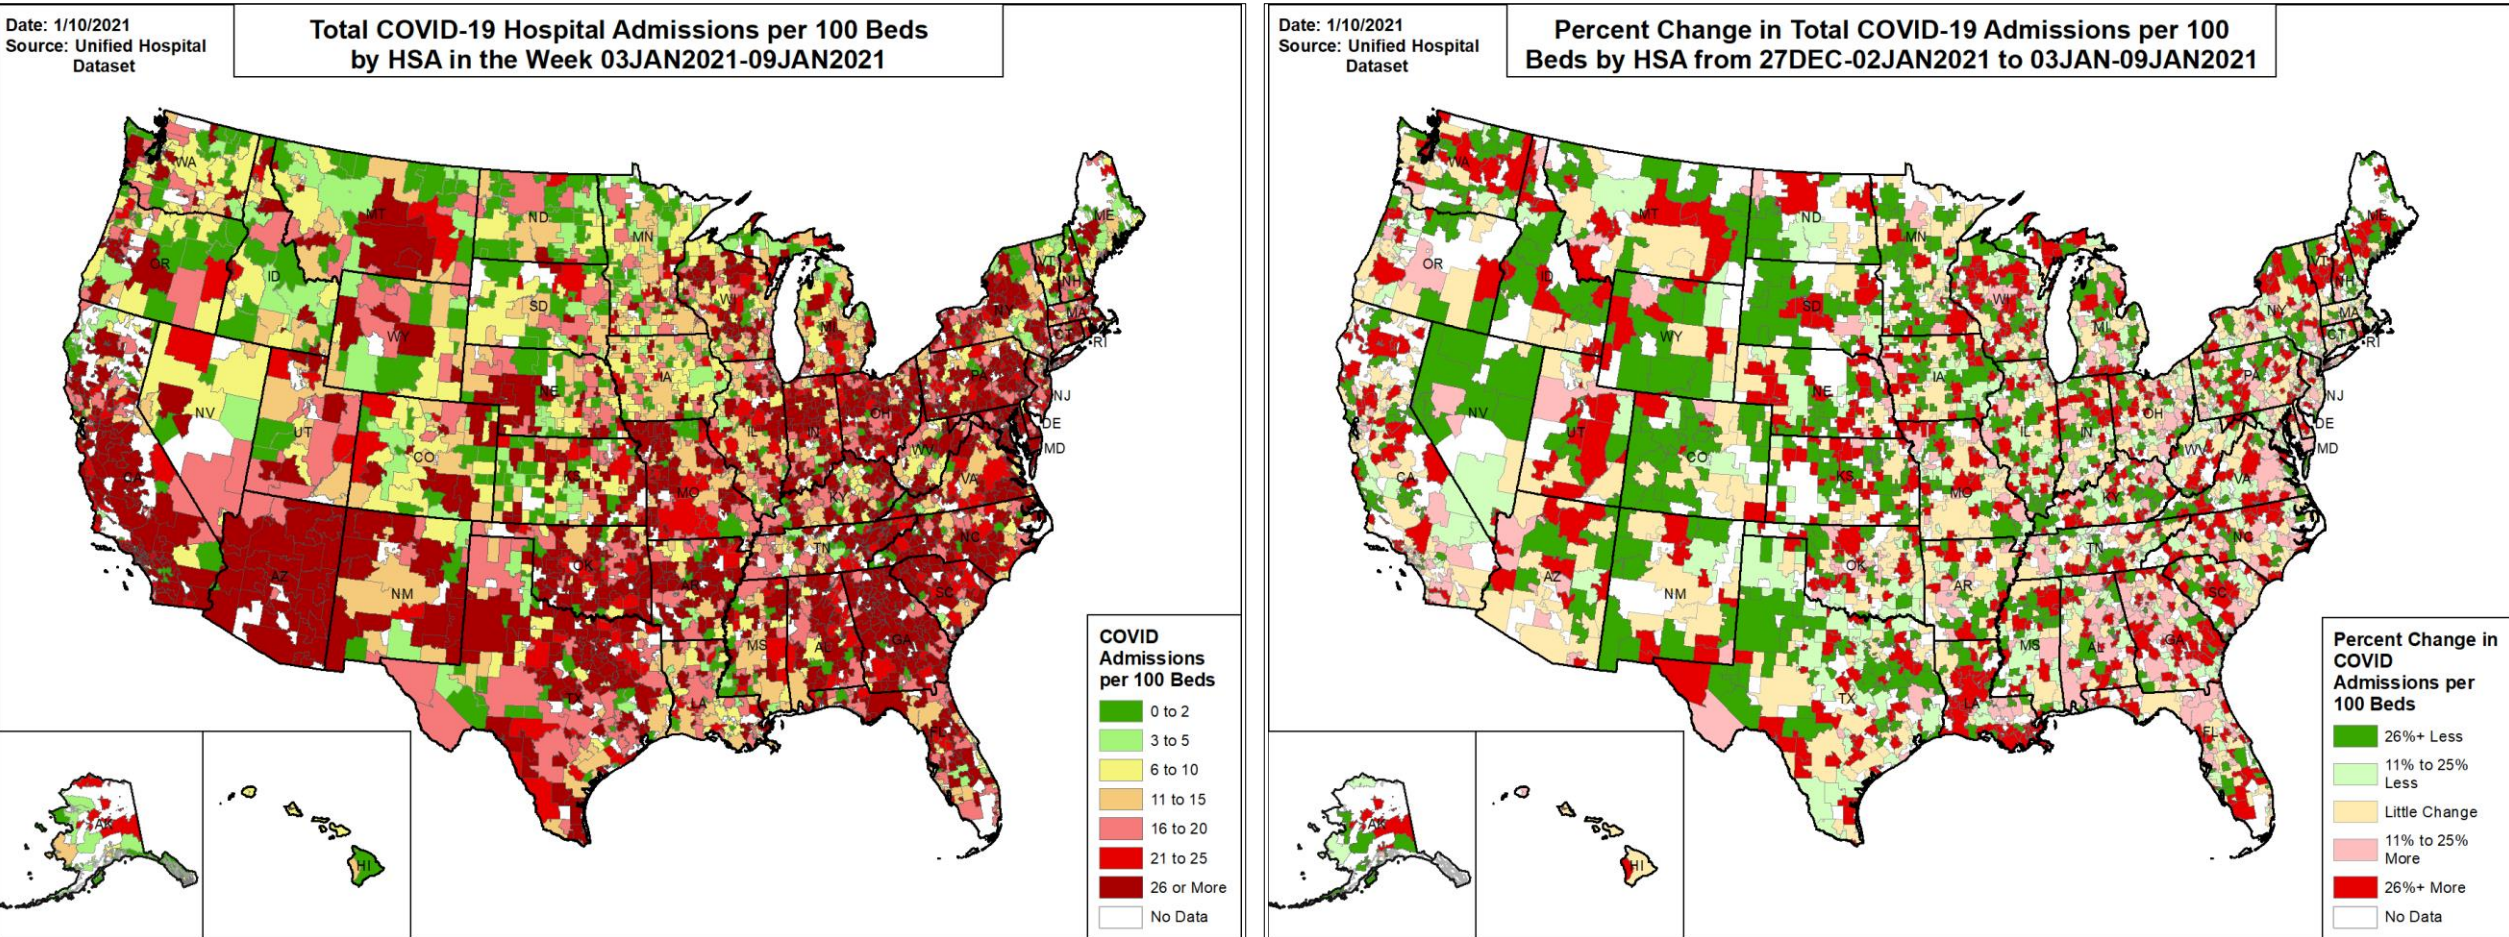 Date: 1/10/2021
Source: Unified Hospital
Dataset
Total COVID-19 Hospital Admissions per 100 Beds
by HSA in the Week 03JAN2021-09JAN2021
WA
MT
ND
MN
OR
ID
SD
WI
MI
WY
IA
NE
NV
UT
CO
KS
MO
IL
IN
OH
PA
NY
VT
NH
ME
MA
CT
RI
NJ
DE
MD
WV
VA
KY
NC
TN
SC
CA
AZ
NM
OK
AR
MS
AL
GA
TX
LA
FL
AK
HI
COVID
Admissions
per 100 Beds
0 to 2
3 to 5
6 to 10
11 to 15
16 to 20
21 to 25
26 or More
No Data
Date: 1/10/2021
Source: Unified Hospital
Dataset
Percent Change in Total COVID-19 Admissions per 100
Beds by HSA from 27DEC-02JAN2021 to 03JAN-09JAN2021
WA
MT
ND
MN
OR
ID
SD
WI
MI
WY
IA
NE
NV
UT
CO
KS
MO
IL
IN
OH
PA
NY
VT
NH
ME
MA
CT
RI
NJ
DE
MD
WV
VA
KY
NC
TN
SC
CA
AZ
NM
OK
AR
MS
AL
GA
TX
LA
FL
AK
HI
Percent Change in
COVID
Admissions per
100 Beds
26%+ Less
11% to 25%
Less
Little Change
11% to 25%
More
26%+ More
No Data